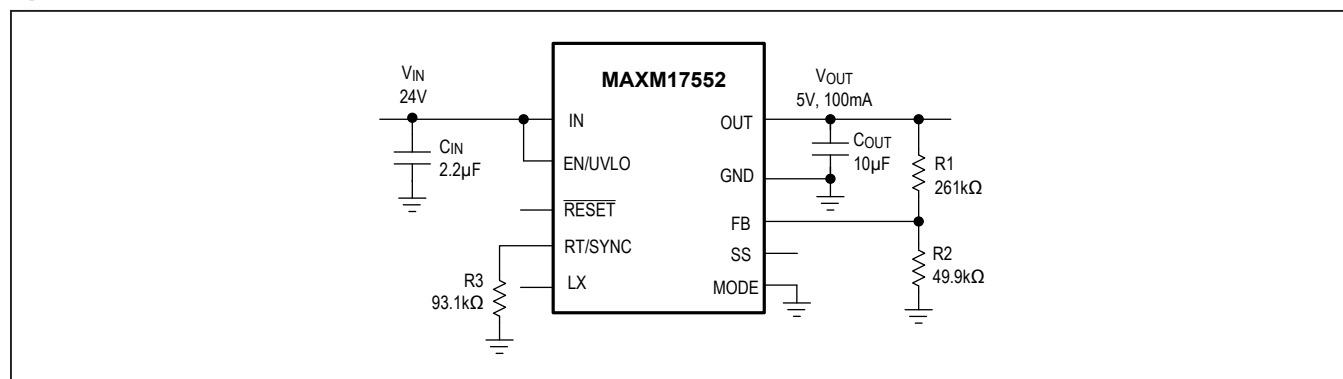 MAXM17552
VIN
24V
CIN
2.2µF
IN
EN/UVLO
RESET
RT/SYNC
LX
R3
93.1kΩ
OUT
GND
FB
SS
MODE
VOUT
5V, 100mA
COUT
10µF
R1
261kΩ
R2
49.9kΩ